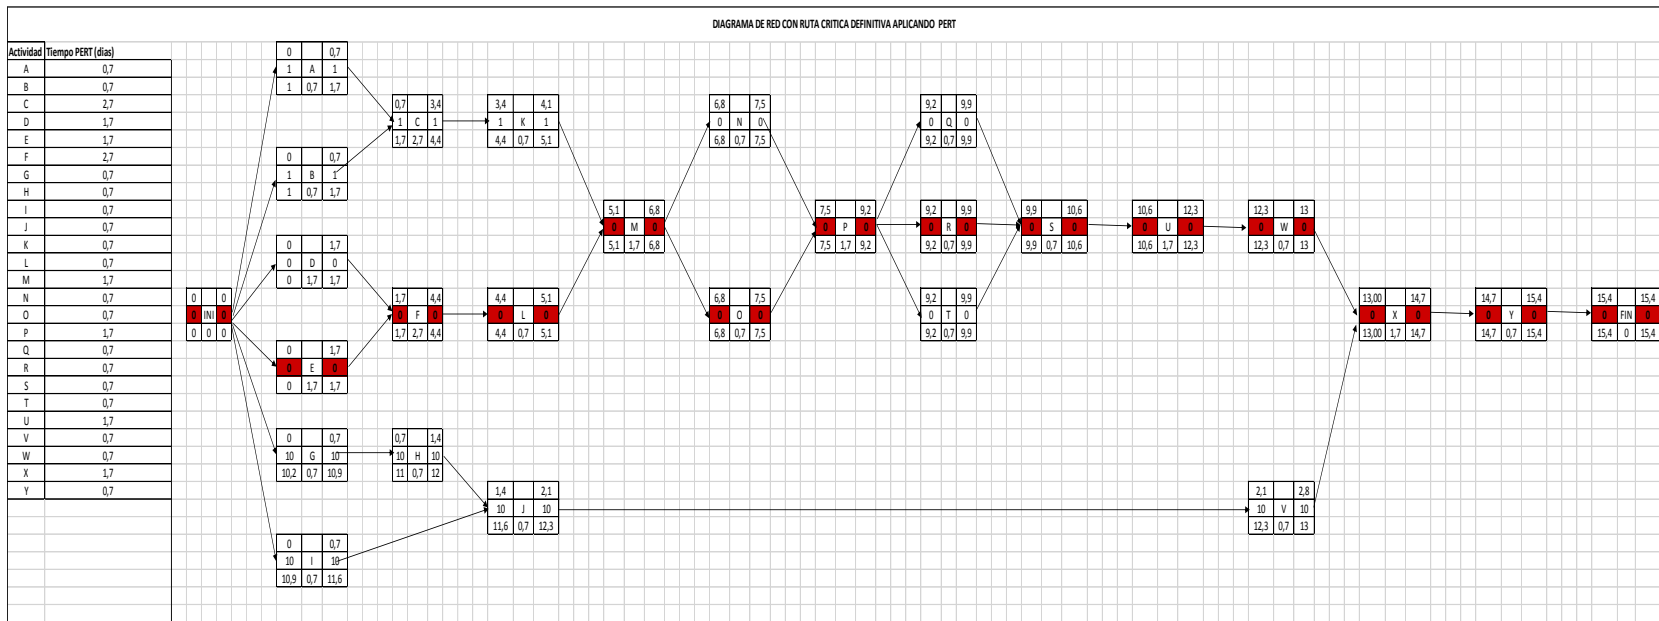 DIAGRAMA DE RED CON RUTA CRITICA DEFINITIVA APLICANDO PERT
Actividad Tiempo PERT (dias)
A 0,7
B 0,7
C 2,7
D 1,7
E 1,7
F 2,7
G 0,7
H 0,7
I 0,7
J 0,7
K 0,7
L 0,7
M 1,7
N 0,7
O 0,7
P 1,7
Q 0,7
R 0,7
S 0,7
T 0,7
U 1,7
V 0,7
W 0,7
X 1,7
Y 0,7
0 0
0 INI 0
0 0 0
0 0,7
1 A 1
1 0,7 1,7
0 0,7
1 B 1
1 0,7 1,7
0 1,7
0 D 0
0 1,7 1,7
0 1,7
0 E 0
0 1,7 1,7
0 0,7
10 G 10
10,2 0,7 10,9
0 0,7
10 I 10
10,9 0,7 11,6
0,7 3,4
1 C 1
1,7 2,7 4,4
1,7 4,4
0 F 0
1,7 2,7 4,4
0,7 1,4
10 H 10
11 0,7 12
3,4 4,1
1 K 1
4,4 0,7 5,1
4,4 5,1
0 L 0
4,4 0,7 5,1
1,4 2,1
10 J 10
11,6 0,7 12,3
5,1 6,8
0 M 0
5,1 1,7 6,8
6,8 7,5
0 N 0
6,8 0,7 7,5
6,8 7,5
0 O 0
6,8 0,7 7,5
7,5 9,2
0 P 0
7,5 1,7 9,2
9,2 9,9
0 Q 0
9,2 0,7 9,9
9,2 9,9
0 R 0
9,2 0,7 9,9
9,2 9,9
0 T 0
9,2 0,7 9,9
9,9 10,6
0 S 0
9,9 0,7 10,6
10,6 12,3
0 U 0
10,6 1,7 12,3
12,3 13
0 W 0
12,3 0,7 13
2,1 2,8
10 V 10
12,3 0,7 13
13,00 14,7
0 X 0
13,00 1,7 14,7
14,7 15,4
0 Y 0
14,7 0,7 15,4
15,4 15,4
0 FIN 0
15,4 0 15,4